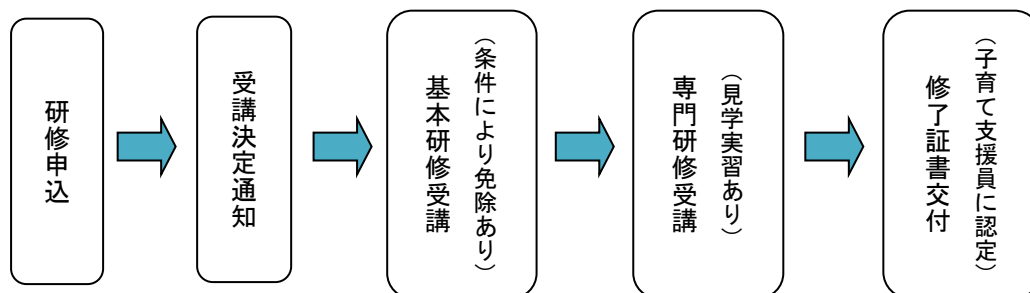 研修申込
受講決定通知
基本研修受講
（条件により免除あり）
専門研修受講
（見学実習あり）
修了証書交付
（子育て支援員に認定）